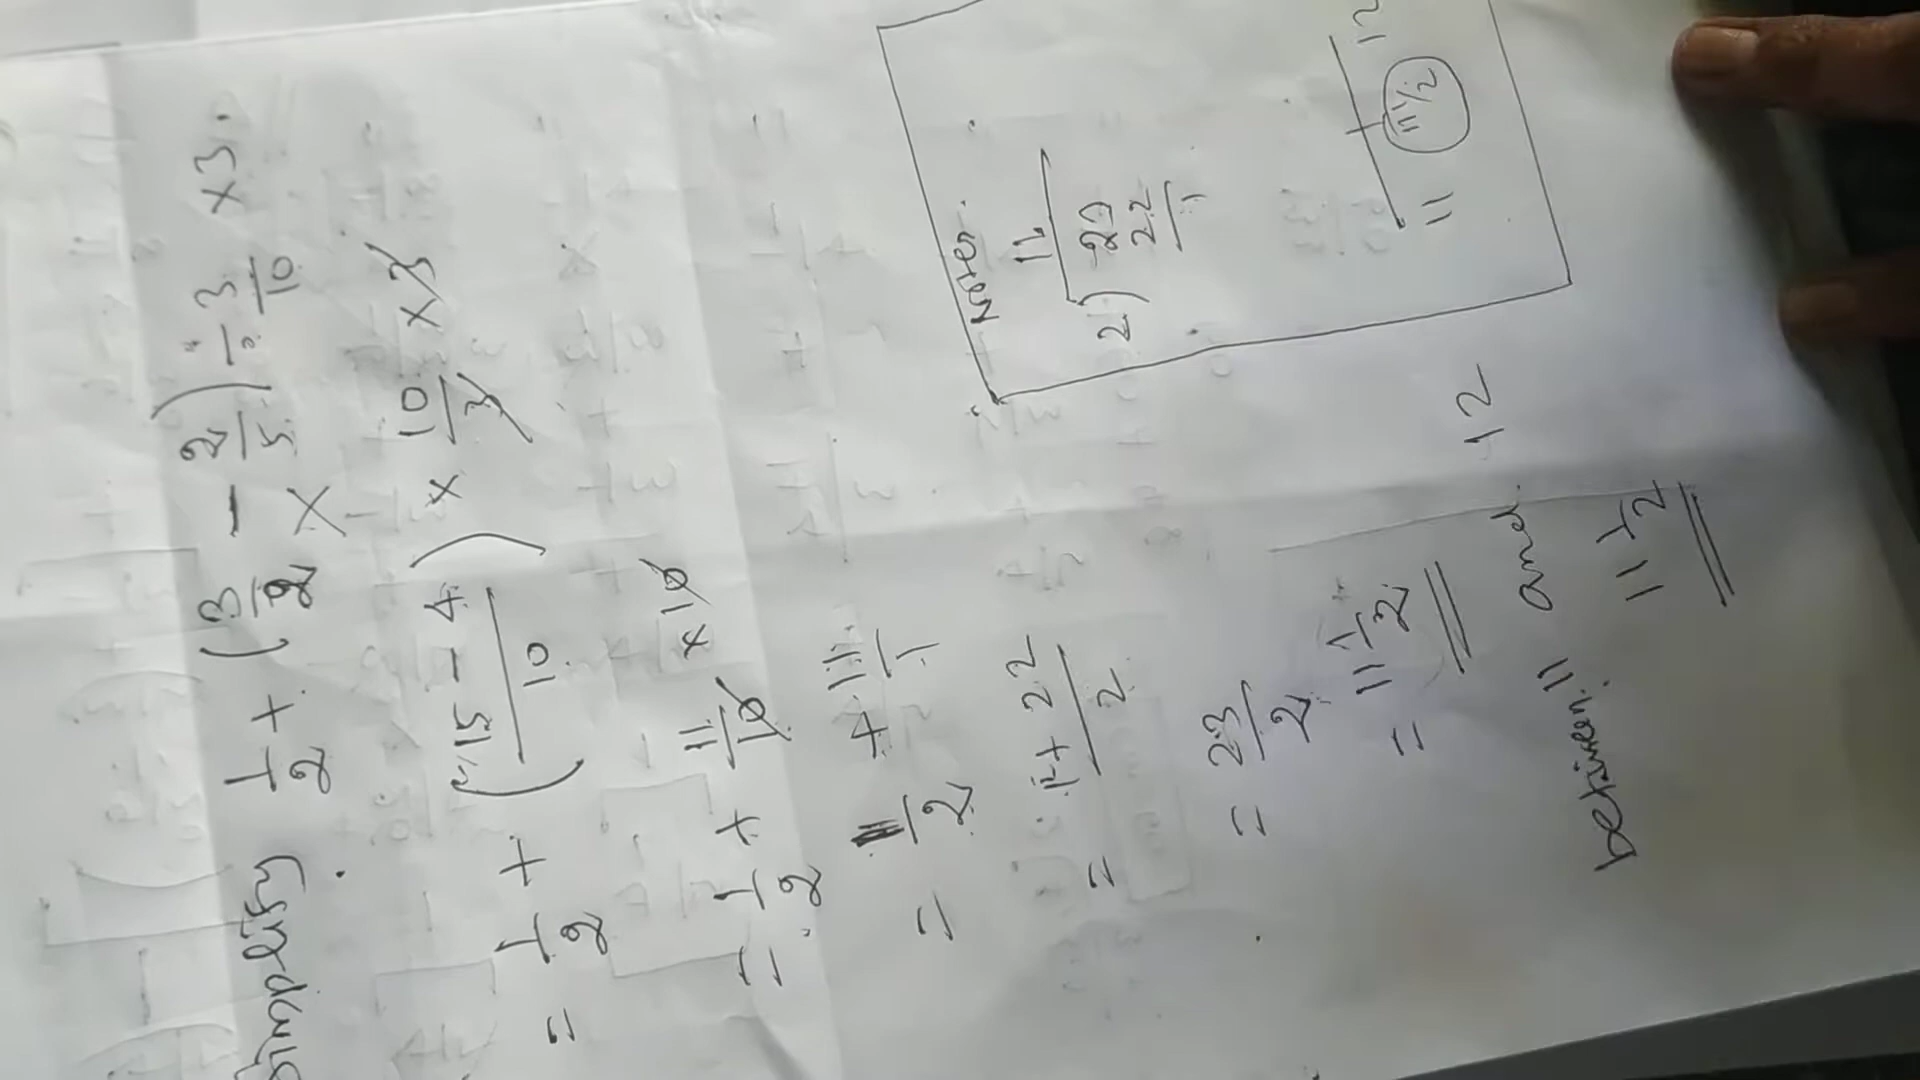 Simplify 1/2 + (3/2 - 2/5) ÷ 3/10 × 3.
= 1/2 + (15 - 4 / 10) × 10/3 × 3
= 1/2 + 11/10 × 10
= 1/2 + 11/1
= 1 + 22 / 2
= 23/2
= 11 1/2
between 11 and 12
11 1/2
Note:
11
2) 23
22
1
11 11 1/2 12